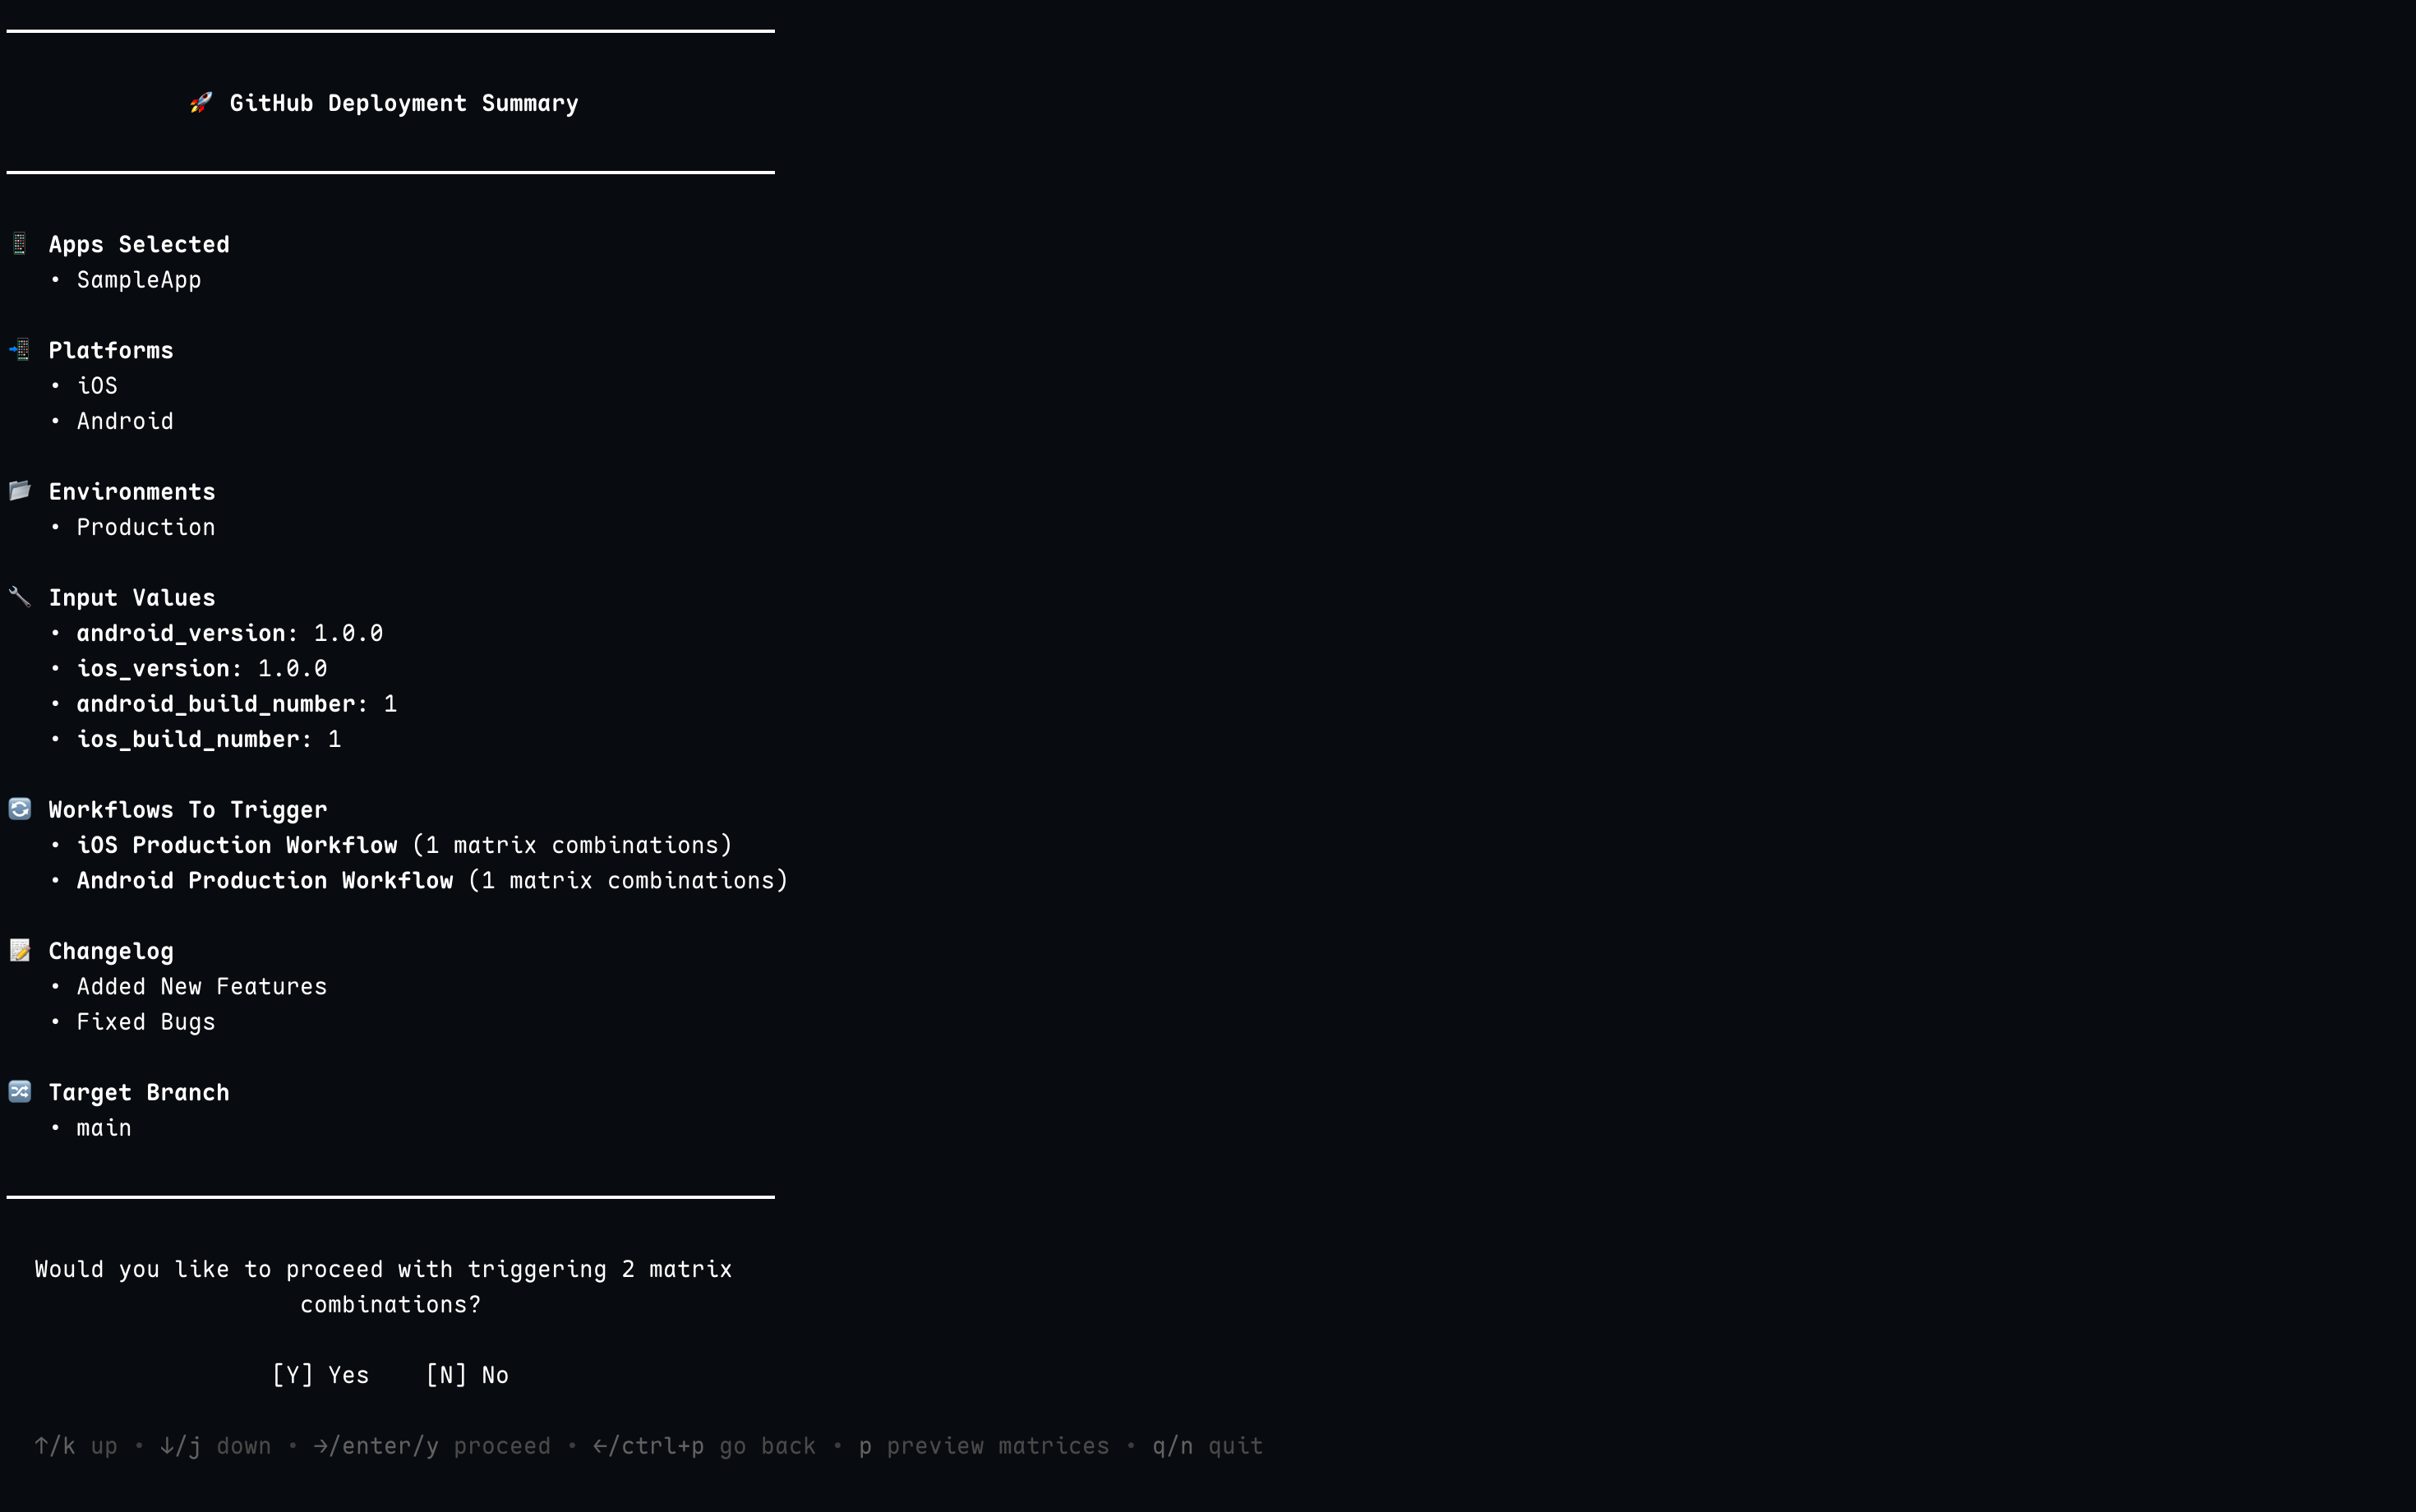 🚀 GitHub Deployment Summary
📱 Apps Selected
• SampleApp
📲 Platforms
• iOS
• Android
📂 Environments
• Production
🔧 Input Values
• android_version: 1.0.0
• ios_version: 1.0.0
• android_build_number: 1
• ios_build_number: 1
🔄 Workflows To Trigger
• iOS Production Workflow (1 matrix combinations)
• Android Production Workflow (1 matrix combinations)
📝 Changelog
• Added New Features
• Fixed Bugs
🔀 Target Branch
• main
Would you like to proceed with triggering 2 matrix
combinations?
[Y] Yes    [N] No
↑/k up • ↓/j down • →/enter/y proceed • ←/ctrl+p go back • p preview matrices • q/n quit